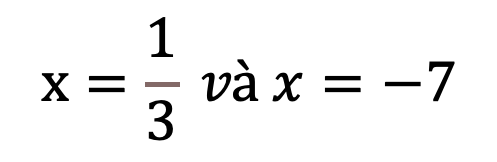 x = 1/3 và x = −7